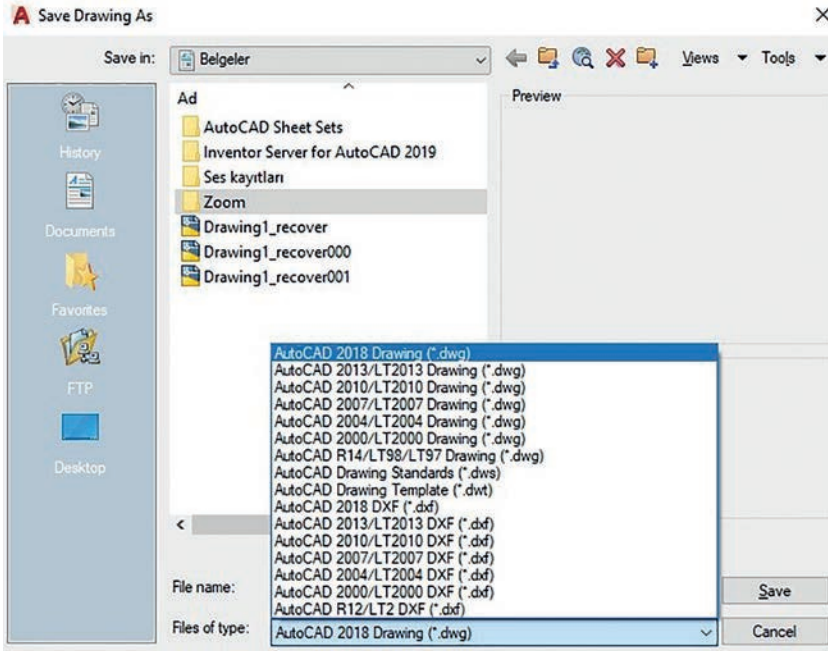 Save Drawing As
Save in: Belgeler Views Tools
Ad
Preview
AutoCAD Sheet Sets
Inventor Server for AutoCAD 2019
Ses kayıtları
Zoom
Drawing1_recover
Drawing1_recover000
Drawing1_recover001
History
Documents
Favorites
FTP
Desktop
AutoCAD 2018 Drawing (*.dwg)
AutoCAD 2013/LT2013 Drawing (*.dwg)
AutoCAD 2010/LT2010 Drawing (*.dwg)
AutoCAD 2007/LT2007 Drawing (*.dwg)
AutoCAD 2004/LT2004 Drawing (*.dwg)
AutoCAD 2000/LT2000 Drawing (*.dwg)
AutoCAD R14/LT98/LT97 Drawing (*.dwg)
AutoCAD Drawing Standards (*.dws)
AutoCAD Drawing Template (*.dwt)
AutoCAD 2018 DXF (*.dxf)
AutoCAD 2013/LT2013 DXF (*.dxf)
AutoCAD 2010/LT2010 DXF (*.dxf)
AutoCAD 2007/LT2007 DXF (*.dxf)
AutoCAD 2004/LT2004 DXF (*.dxf)
AutoCAD 2000/LT2000 DXF (*.dxf)
AutoCAD R12/LT2 DXF (*.dxf)
File name: Save
Files of type: AutoCAD 2018 Drawing (*.dwg) Cancel